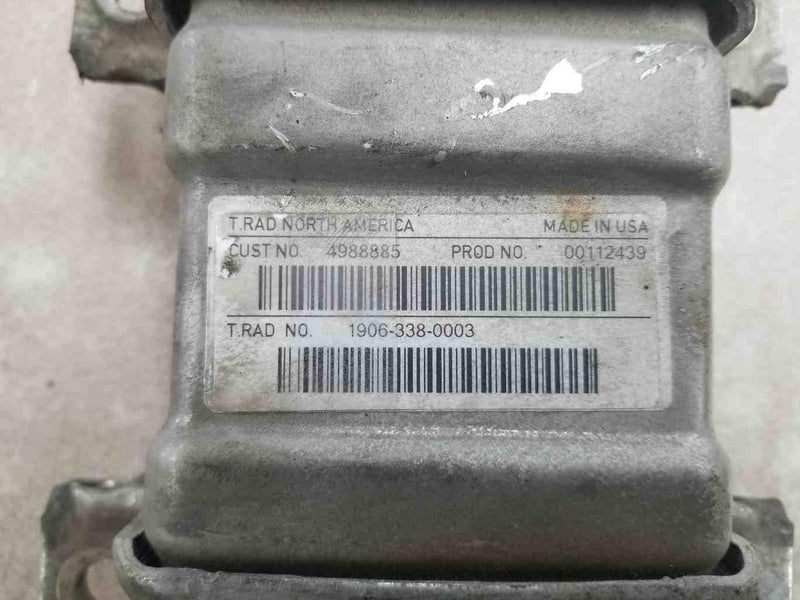 T.RAD NORTH AMERICA MADE IN USA
CUST NO. 4988885 PROD NO. 00112439
T.RAD NO. 1906-338-0003